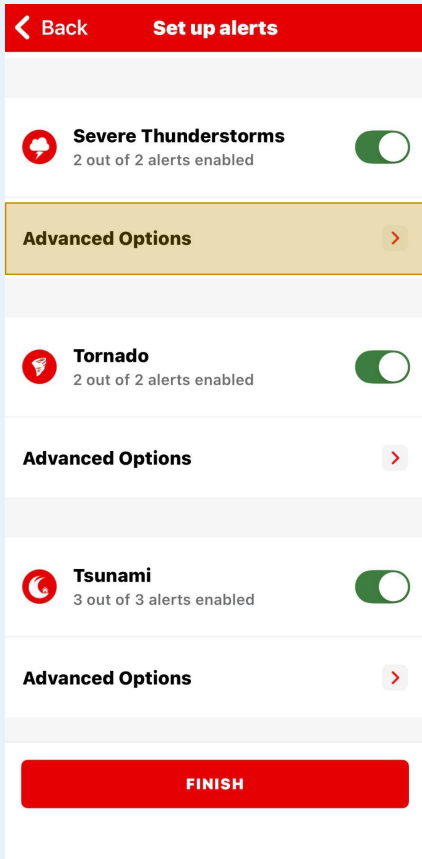 Back
Set up alerts
Severe Thunderstorms
2 out of 2 alerts enabled
Advanced Options
Tornado
2 out of 2 alerts enabled
Advanced Options
Tsunami
3 out of 3 alerts enabled
Advanced Options
FINISH